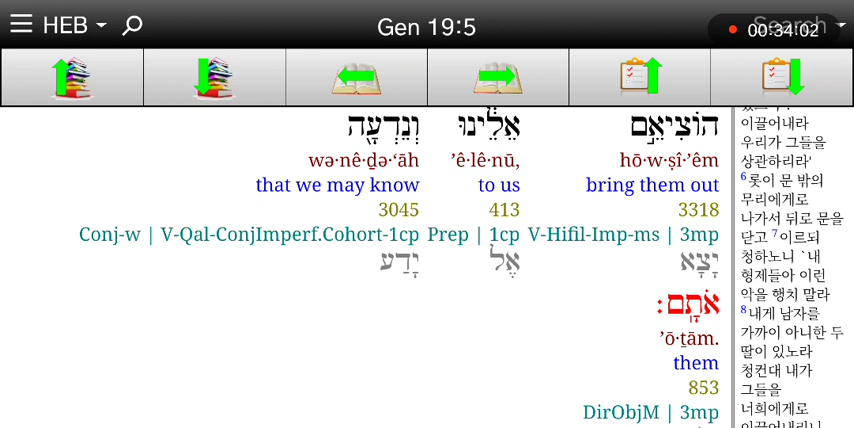 HEB
Gen 19:5
Search
00:34:02
הוֹצִיאֵ֣ם אֵלֵ֔ינוּ וְנֵדְעָ֖ה
wə·nê·ḏə·‘āh ’ê·lê·nū, hō·w·ṣî·’êm
that we may know to us bring them out
3045 413 3318
Conj-w | V-Qal-ConjImperf.Cohort-1cp Prep | 1cp V-Hifil-Imp-ms | 3mp
יָצָא אֶל יָדַע
אֹתָֽם׃
’ō·ṯām.
them
853
DirObjM | 3mp
이끌어내라
우리가 그들을
상관하리라'
6 롯이 문 밖의
무리에게로
나가서 뒤로 문을
닫고 7 이르되
청하노니 `내
형제들아 이런
악을 행치 말라
8 내게 남자를
가까이 아니한 두
딸이 있노라
청컨대 내가
그들을
너희에게로
이끌어내리니